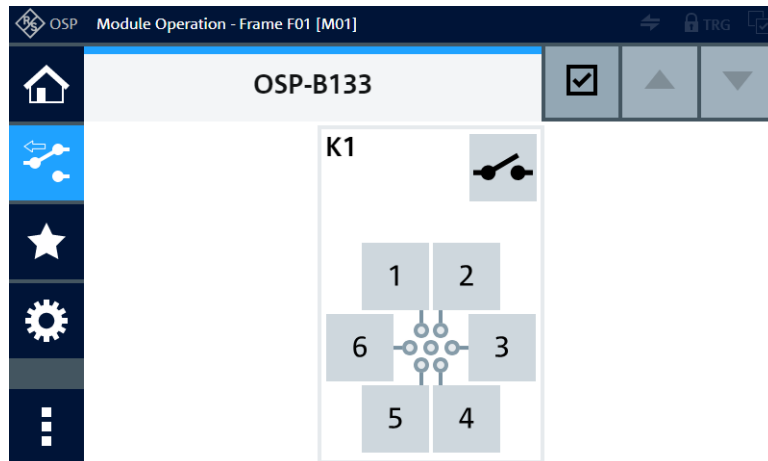 R&S OSP Module Operation - Frame F01 [M01] TRG
OSP-B133
K1
1 2
6 3
5 4